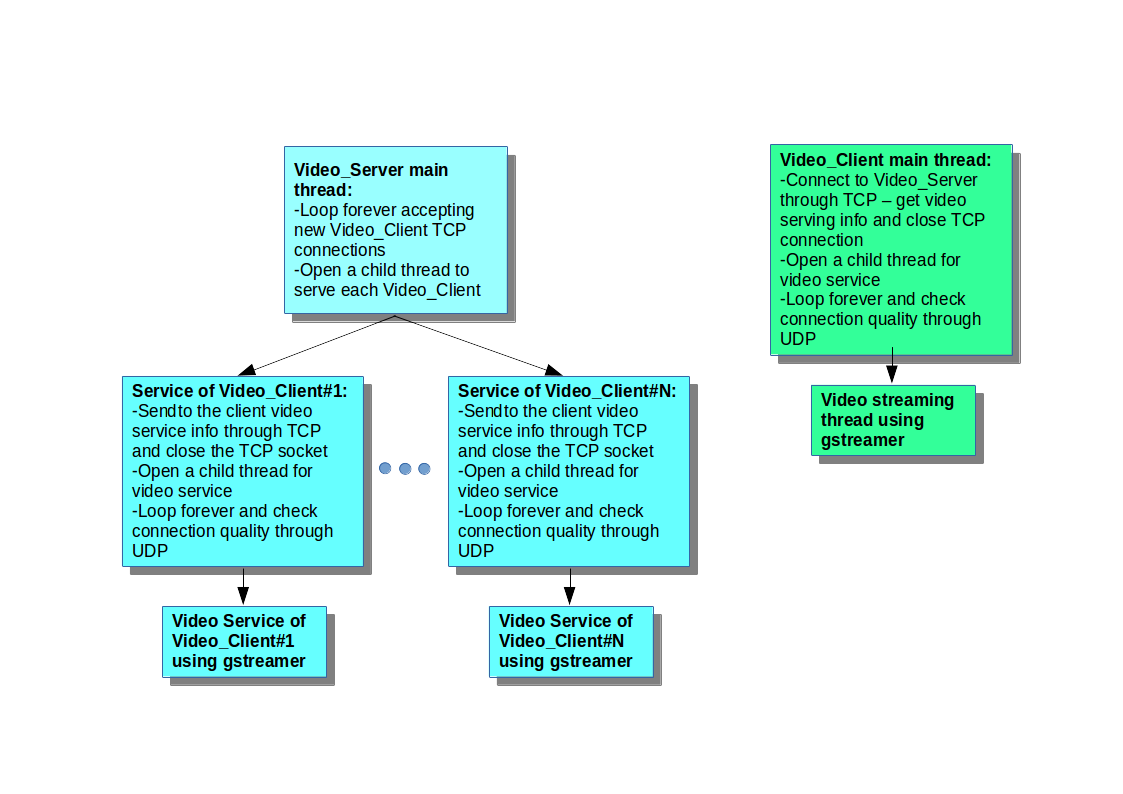 Video_Server main
thread:
-Loop forever accepting
new Video_Client TCP
connections
-Open a child thread to
serve each Video_Client
Video_Client main thread:
-Connect to Video_Server
through TCP – get video
serving info and close TCP
connection
-Open a child thread for
video service
-Loop forever and check
connection quality through
UDP
Service of Video_Client#1:
-Sendto the client video
service info through TCP
and close the TCP socket
-Open a child thread for
video service
-Loop forever and check
connection quality through
UDP
Service of Video_Client#N:
-Sendto the client video
service info through TCP
and close the TCP socket
-Open a child thread for
video service
-Loop forever and check
connection quality through
UDP
Video streaming
thread using
gstreamer
Video Service of
Video_Client#1
using gstreamer
Video Service of
Video_Client#N
using gstreamer